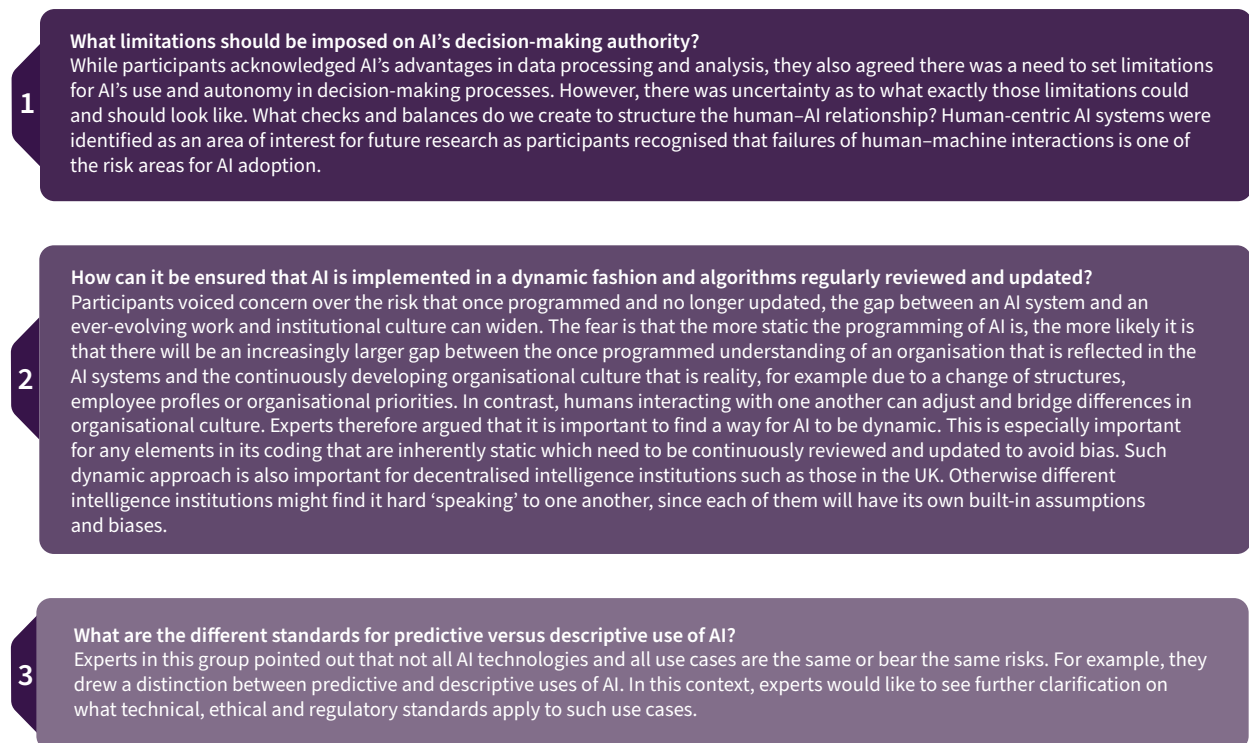 1
What limitations should be imposed on AI’s decision-making authority?
While participants acknowledged AI’s advantages in data processing and analysis, they also agreed there was a need to set limitations
for AI’s use and autonomy in decision-making processes. However, there was uncertainty as to what exactly those limitations could
and should look like. What checks and balances do we create to structure the human–AI relationship? Human-centric AI systems were
identified as an area of interest for future research as participants recognised that failures of human–machine interactions is one of
the risk areas for AI adoption.
2
How can it be ensured that AI is implemented in a dynamic fashion and algorithms regularly reviewed and updated?
Participants voiced concern over the risk that once programmed and no longer updated, the gap between an AI system and an
ever-evolving work and institutional culture can widen. The fear is that the more static the programming of AI is, the more likely it is
that there will be an increasingly larger gap between the once programmed understanding of an organisation that is reflected in the
AI systems and the continuously developing organisational culture that is reality, for example due to a change of structures,
employee profles or organisational priorities. In contrast, humans interacting with one another can adjust and bridge differences in
organisational culture. Experts therefore argued that it is important to find a way for AI to be dynamic. This is especially important
for any elements in its coding that are inherently static which need to be continuously reviewed and updated to avoid bias. Such
dynamic approach is also important for decentralised intelligence institutions such as those in the UK. Otherwise different
intelligence institutions might find it hard ‘speaking’ to one another, since each of them will have its own built-in assumptions
and biases.
3
What are the different standards for predictive versus descriptive use of AI?
Experts in this group pointed out that not all AI technologies and all use cases are the same or bear the same risks. For example, they
drew a distinction between predictive and descriptive uses of AI. In this context, experts would like to see further clarification on
what technical, ethical and regulatory standards apply to such use cases.